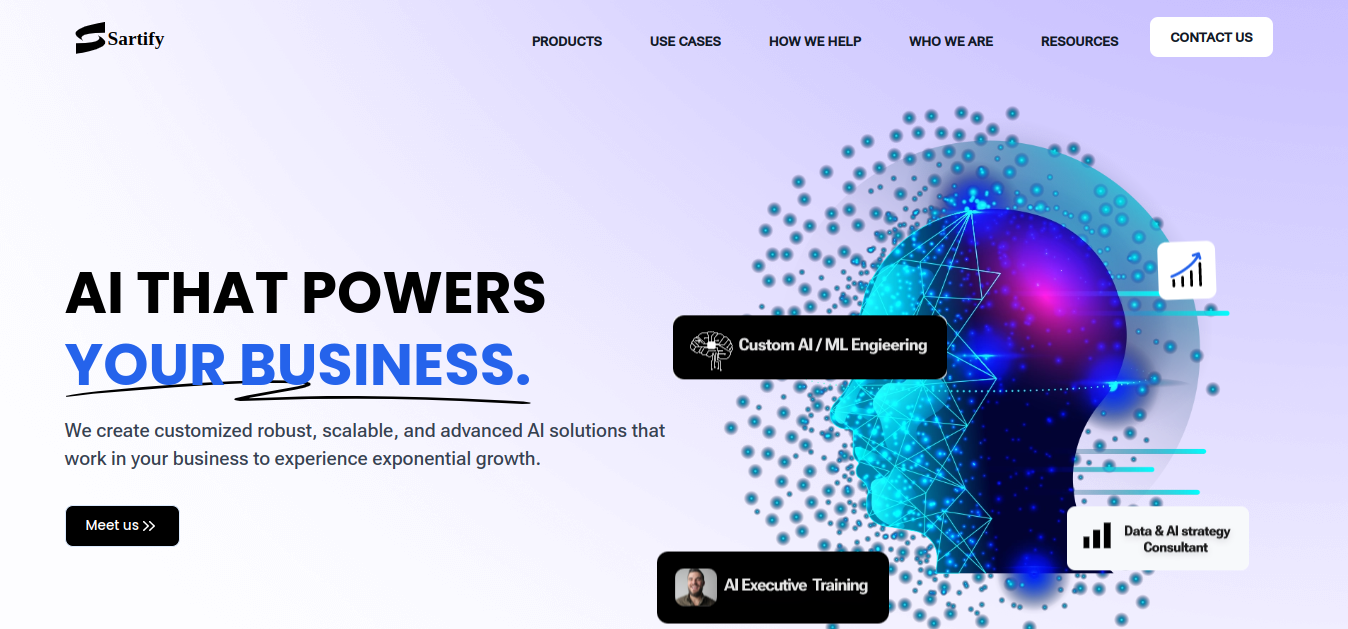 Sartify
PRODUCTS
USE CASES
HOW WE HELP
WHO WE ARE
RESOURCES
CONTACT US
AI THAT POWERS
YOUR BUSINESS.
We create customized robust, scalable, and advanced AI solutions that
work in your business to experience exponential growth.
Meet us
Custom AI / ML Engieering
Data & AI strategy
Consultant
AI Executive Training